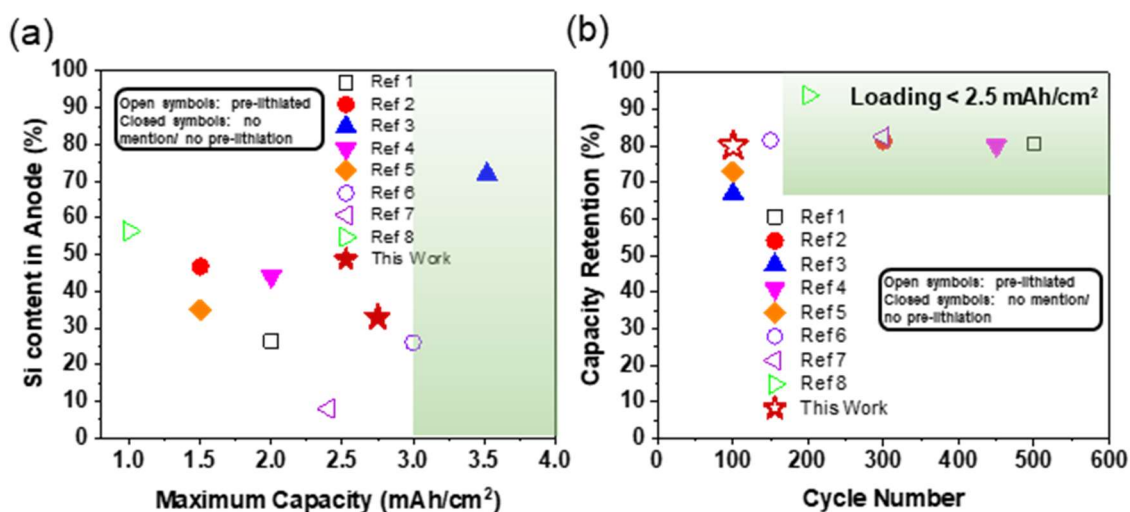 (a)
Si content in Anode (%)
100
90
80
70
60
50
40
30
20
10
0
Open symbols: pre-lithiated
Closed symbols: no
mention/ no pre-lithiation
Ref 1
Ref 2
Ref 3
Ref 4
Ref 5
Ref 6
Ref 7
Ref 8
This Work
1.0 1.5 2.0 2.5 3.0 3.5 4.0
Maximum Capacity (mAh/cm²)
(b)
Capacity Retention (%)
100
90
80
70
60
50
40
30
20
10
0
Loading < 2.5 mAh/cm²
Ref 1
Ref 2
Ref 3
Ref 4
Ref 5
Ref 6
Ref 7
Ref 8
This Work
Open symbols: pre-lithiated
Closed symbols: no mention/
no pre-lithiation
0 100 200 300 400 500 600
Cycle Number